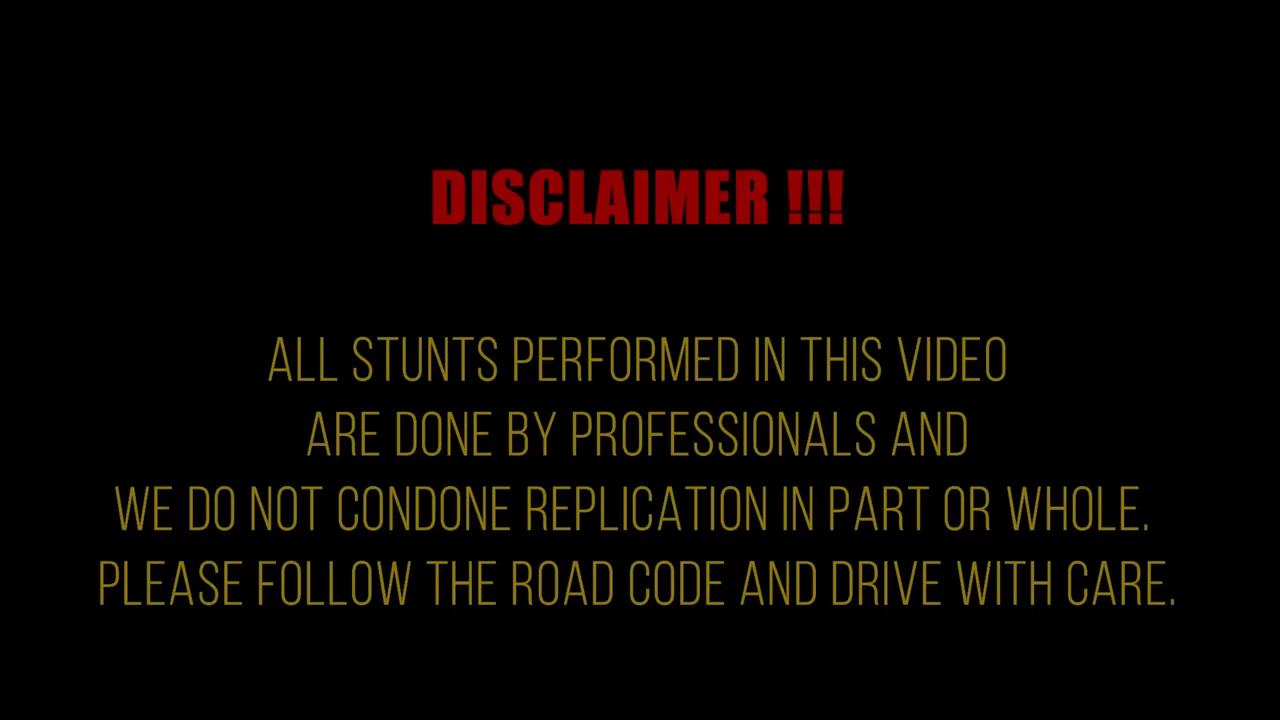 DISCLAIMER !!!
ALL STUNTS PERFORMED IN THIS VIDEO
ARE DONE BY PROFESSIONALS AND
WE DO NOT CONDONE REPLICATION IN PART OR WHOLE.
PLEASE FOLLOW THE ROAD CODE AND DRIVE WITH CARE.